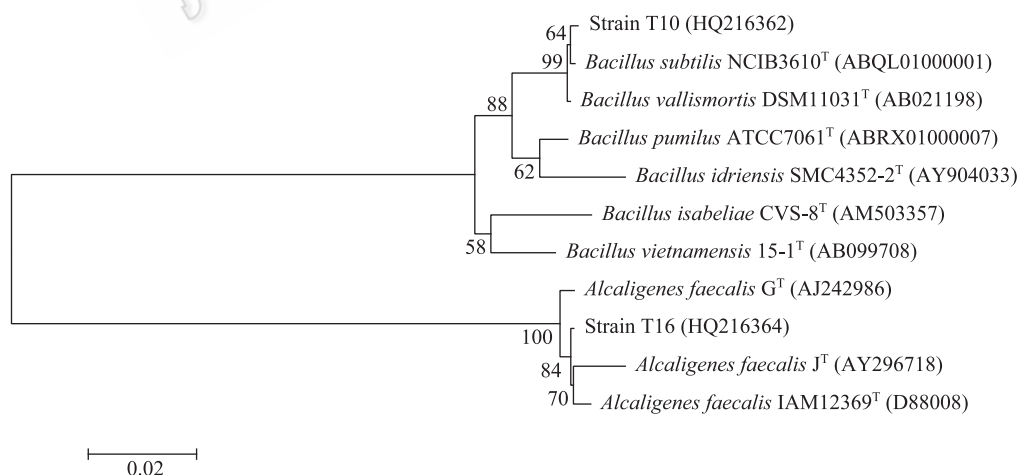 Strain T10 (HQ216362)
64
99
Bacillus subtilis NCIB3610ᵀ (ABQL01000001)
Bacillus vallismortis DSM11031ᵀ (AB021198)
88
Bacillus pumilus ATCC7061ᵀ (ABRX01000007)
62
Bacillus idriensis SMC4352-2ᵀ (AY904033)
Bacillus isabeliae CVS-8ᵀ (AM503357)
58
Bacillus vietnamensis 15-1ᵀ (AB099708)
Alcaligenes faecalis Gᵀ (AJ242986)
Strain T16 (HQ216364)
100
Alcaligenes faecalis Jᵀ (AY296718)
84
70
Alcaligenes faecalis IAM12369ᵀ (D88008)
0.02